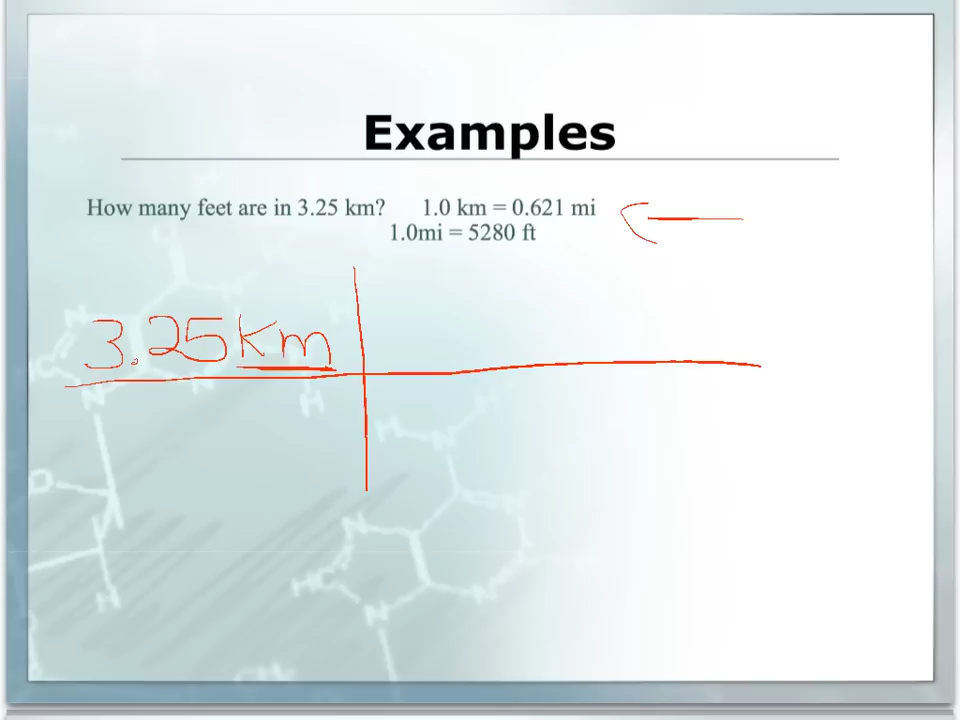 Examples
How many feet are in 3.25 km? 1.0 km = 0.621 mi
1.0mi = 5280 ft
3.25km